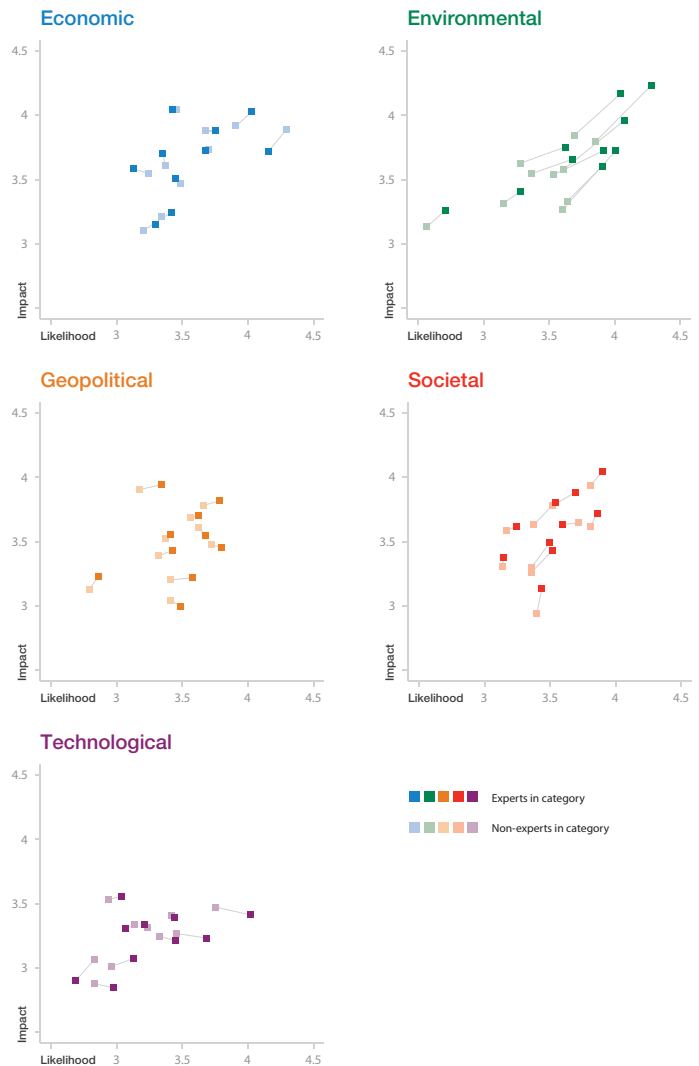 Economic
4.5
4
3.5
3
Impact
Likelihood 3 3.5 4 4.5
Environmental
4.5
4
3.5
3
Impact
Likelihood 3 3.5 4 4.5
Geopolitical
4.5
4
3.5
3
Impact
Likelihood 3 3.5 4 4.5
Societal
4.5
4
3.5
3
Impact
Likelihood 3 3.5 4 4.5
Technological
4.5
4
3.5
3
Impact
Likelihood 3 3.5 4 4.5
Experts in category
Non-experts in category